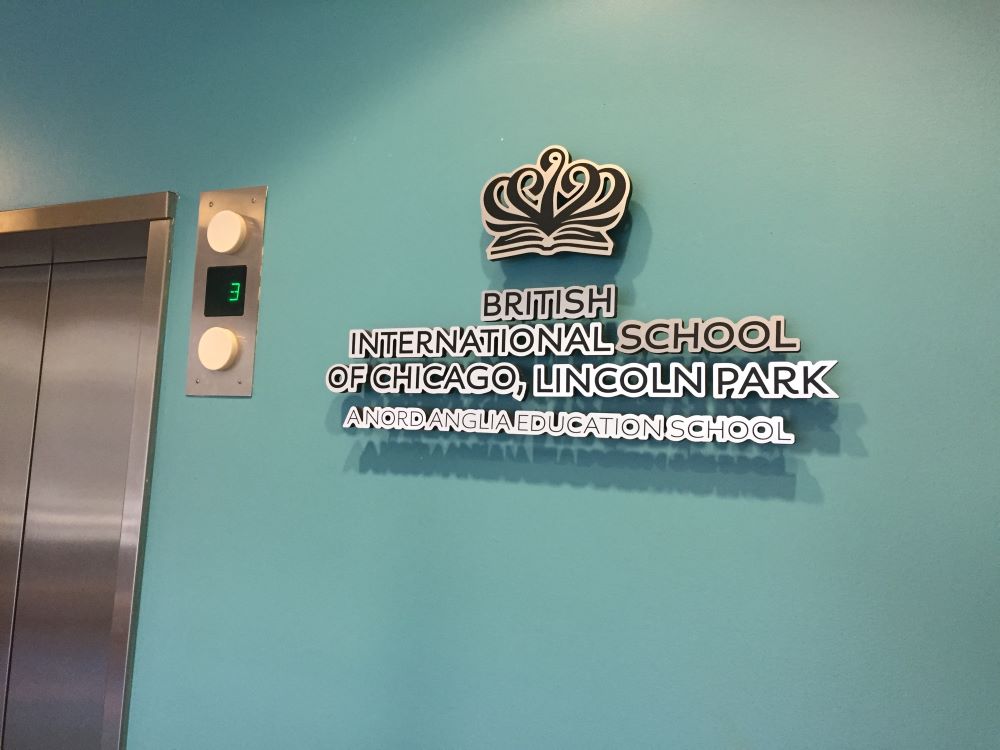 3
BRITISH
INTERNATIONAL SCHOOL
OF CHICAGO, LINCOLN PARK
A NORD ANGLIA EDUCATION SCHOOL